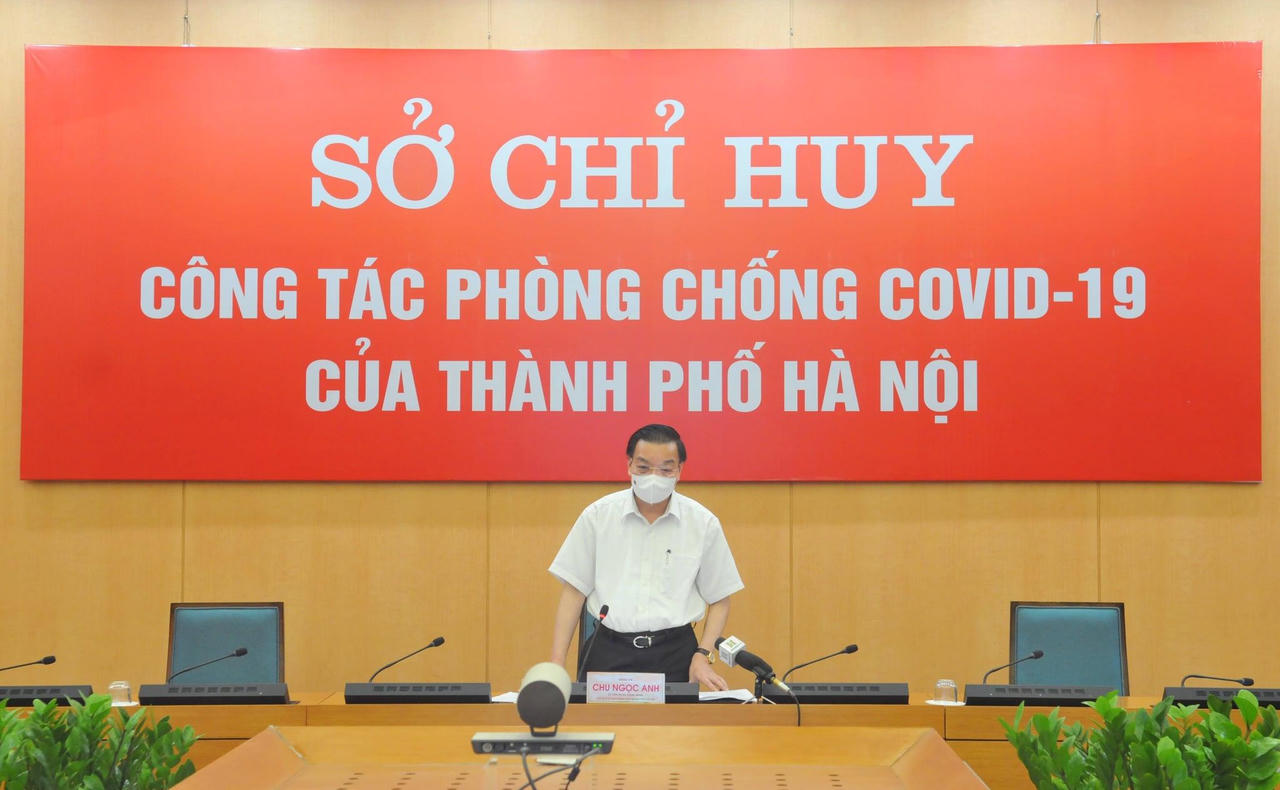 SỞ CHỈ HUY
CÔNG TÁC PHÒNG CHỐNG COVID-19
CỦA THÀNH PHỐ HÀ NỘI
CHU NGỌC ANH